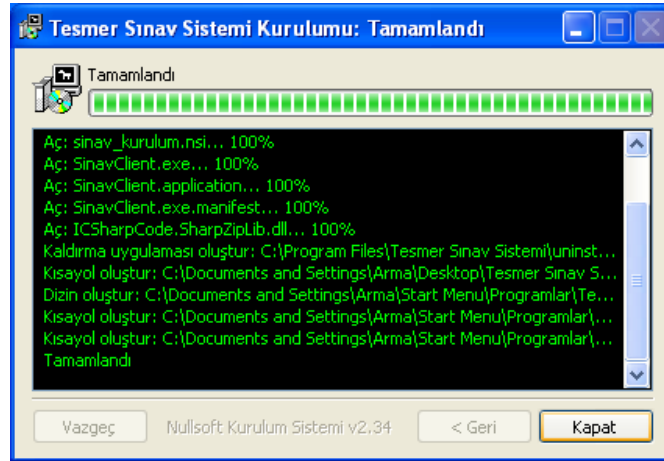 Tesmer Sınav Sistemi Kurulumu: Tamamlandı
Tamamlandı
Aç: sinav_kurulum.nsi... 100%
Aç: SinavClient.exe... 100%
Aç: SinavClient.application... 100%
Aç: SinavClient.exe.manifest... 100%
Aç: ICSharpCode.SharpZipLib.dll... 100%
Kaldırma uygulaması oluştur: C:\Program Files\Tesmer Sınav Sistemi\uninst...
Kısayol oluştur: C:\Documents and Settings\Arma\Desktop\Tesmer Sınav S...
Dizin oluştur: C:\Documents and Settings\Arma\Start Menu\Programlar\Te...
Kısayol oluştur: C:\Documents and Settings\Arma\Start Menu\Programlar\...
Kısayol oluştur: C:\Documents and Settings\Arma\Start Menu\Programlar\...
Tamamlandı
Vazgeç Nullsoft Kurulum Sistemi v2.34 < Geri Kapat